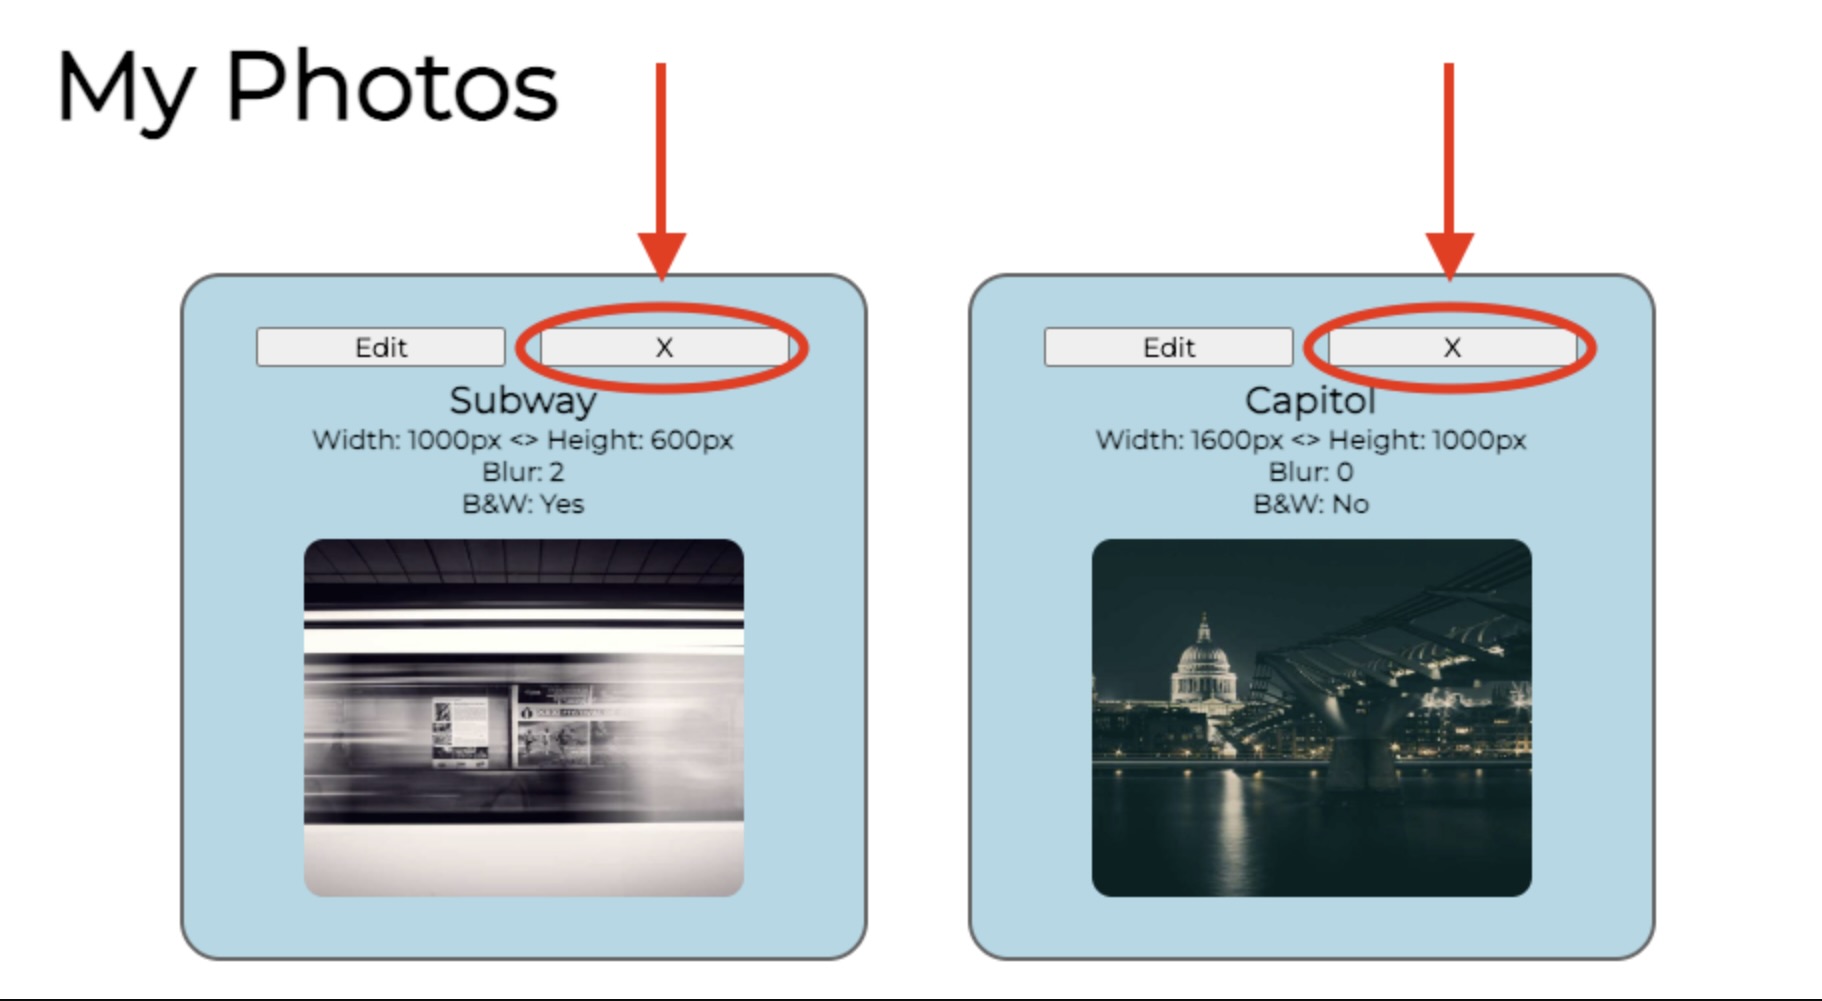 My Photos
Edit
X
Subway
Width: 1000px <> Height: 600px
Blur: 2
B&W: Yes
Edit
X
Capitol
Width: 1600px <> Height: 1000px
Blur: 0
B&W: No